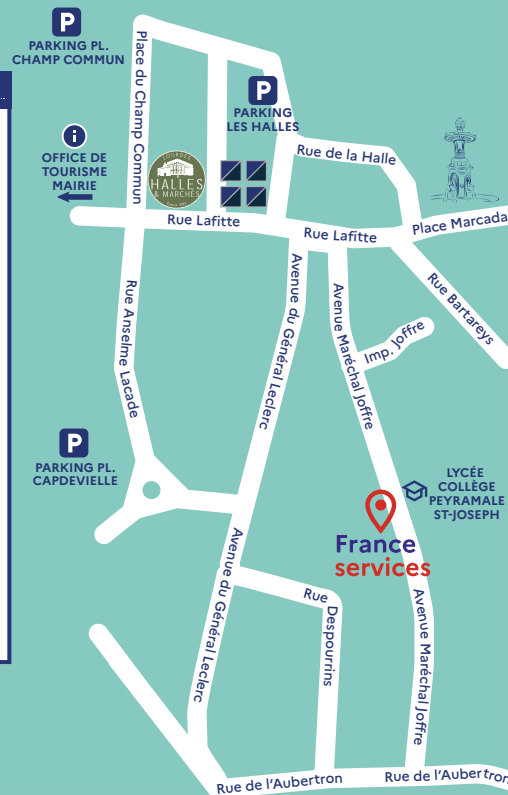 P
PARKING PL.
CHAMP COMMUN
Place du Champ Commun
P
PARKING
LES HALLES
i
OFFICE DE
TOURISME
MAIRIE
LOURDES
HALLES
& MARCHÉS
Rue de la Halle
Rue Lafitte
Rue Lafitte
Place Marcada
Rue Bartareys
Rue Anselme Lacade
Avenue du Général Leclerc
Avenue Maréchal Joffre
Imp. Joffre
P
PARKING PL.
CAPDEVIELLE
LYCÉE
COLLÈGE
PEYRAMALE
ST-JOSEPH
France
services
Avenue du Général Leclerc
Rue Despourrins
Avenue Maréchal Joffre
Rue de l'Aubertron
Rue de l'Aubertron